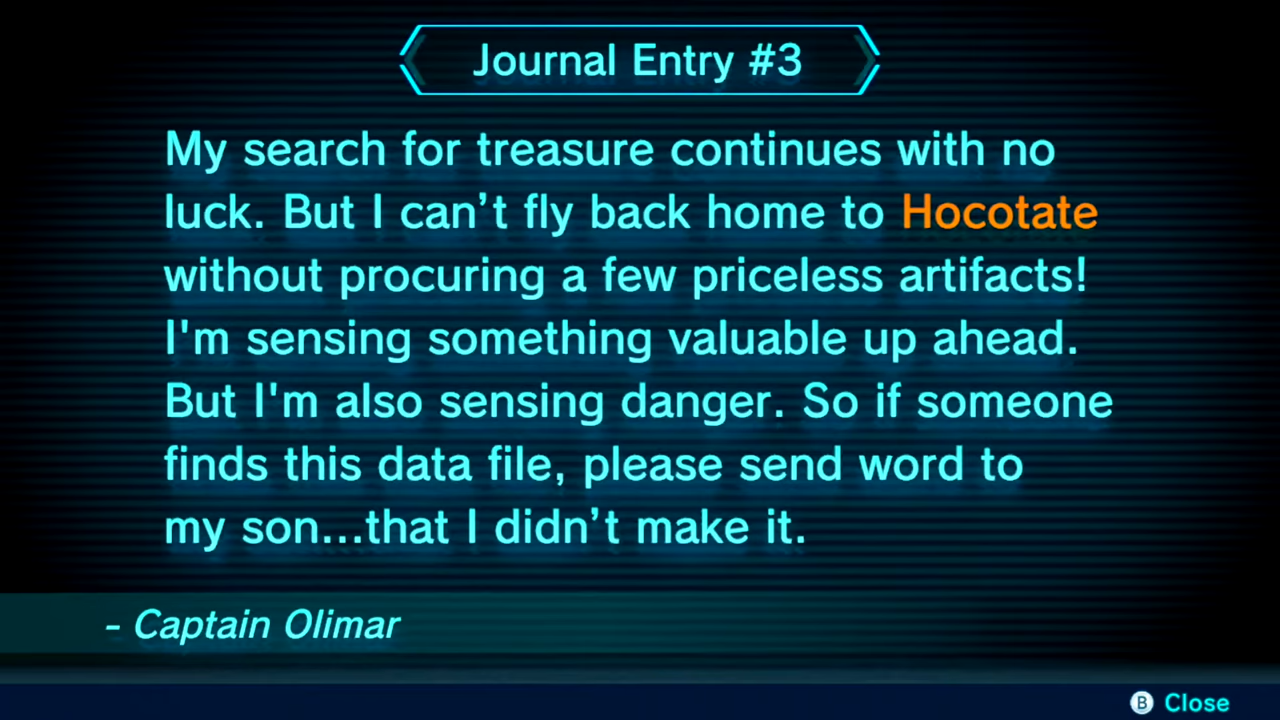 Journal Entry #3
My search for treasure continues with no
luck. But I can’t fly back home to Hocotate
without procuring a few priceless artifacts!
I'm sensing something valuable up ahead.
But I'm also sensing danger. So if someone
finds this data file, please send word to
my son...that I didn’t make it.
– Captain Olimar
B Close